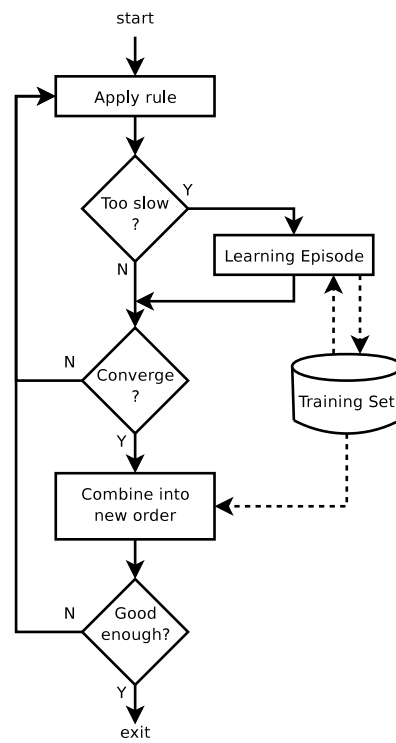 start
Apply rule
Y
Too slow
?
Learning Episode
N
N
Converge
?
Training Set
Y
Combine into
new order
N
Good
enough?
Y
exit